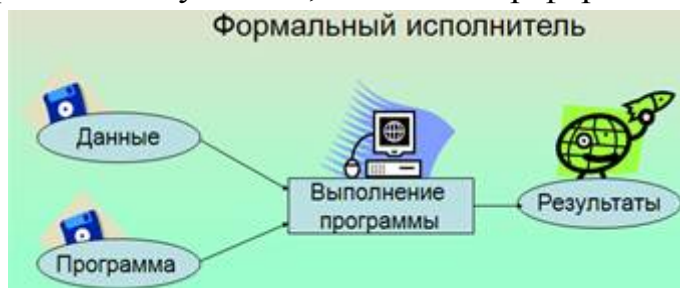 Формальный исполнитель
Данные
Выполнение
программы
Результаты
Программа